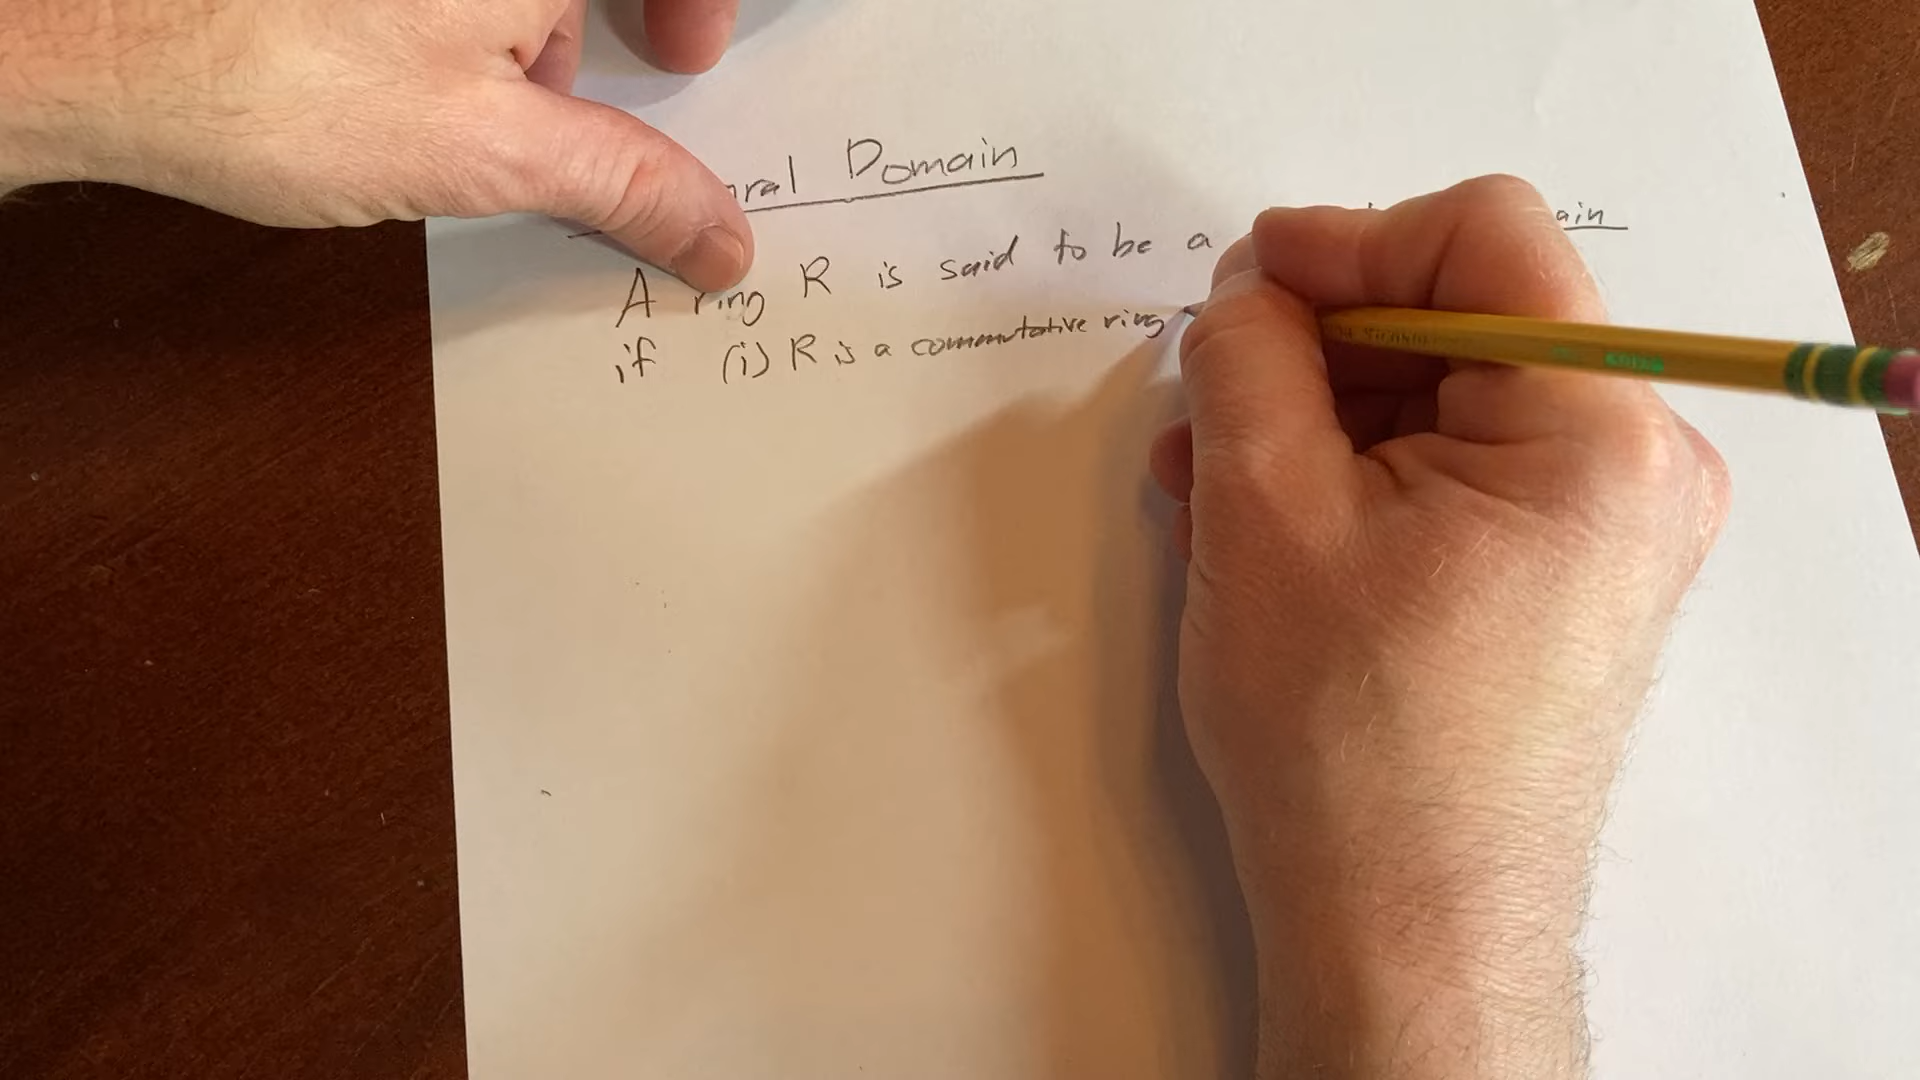 ral Domain
A ring R is said to be a ain
if (i) R is a commutative ring